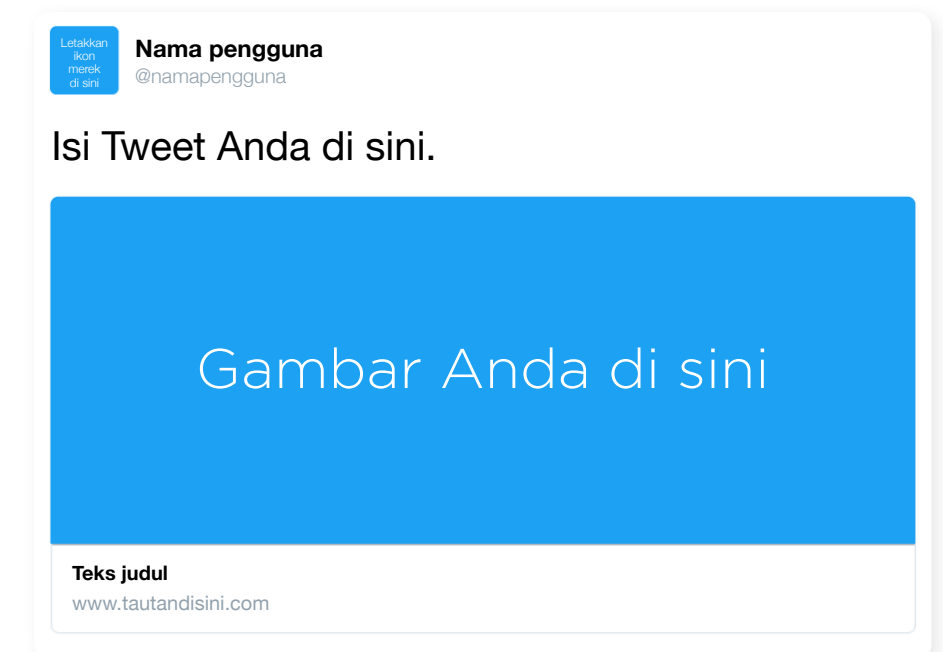 Letakkan
ikon
merek
di sini
Nama pengguna
@namapengguna
Isi Tweet Anda di sini.
Gambar Anda di sini
Teks judul
www.tautandisini.com